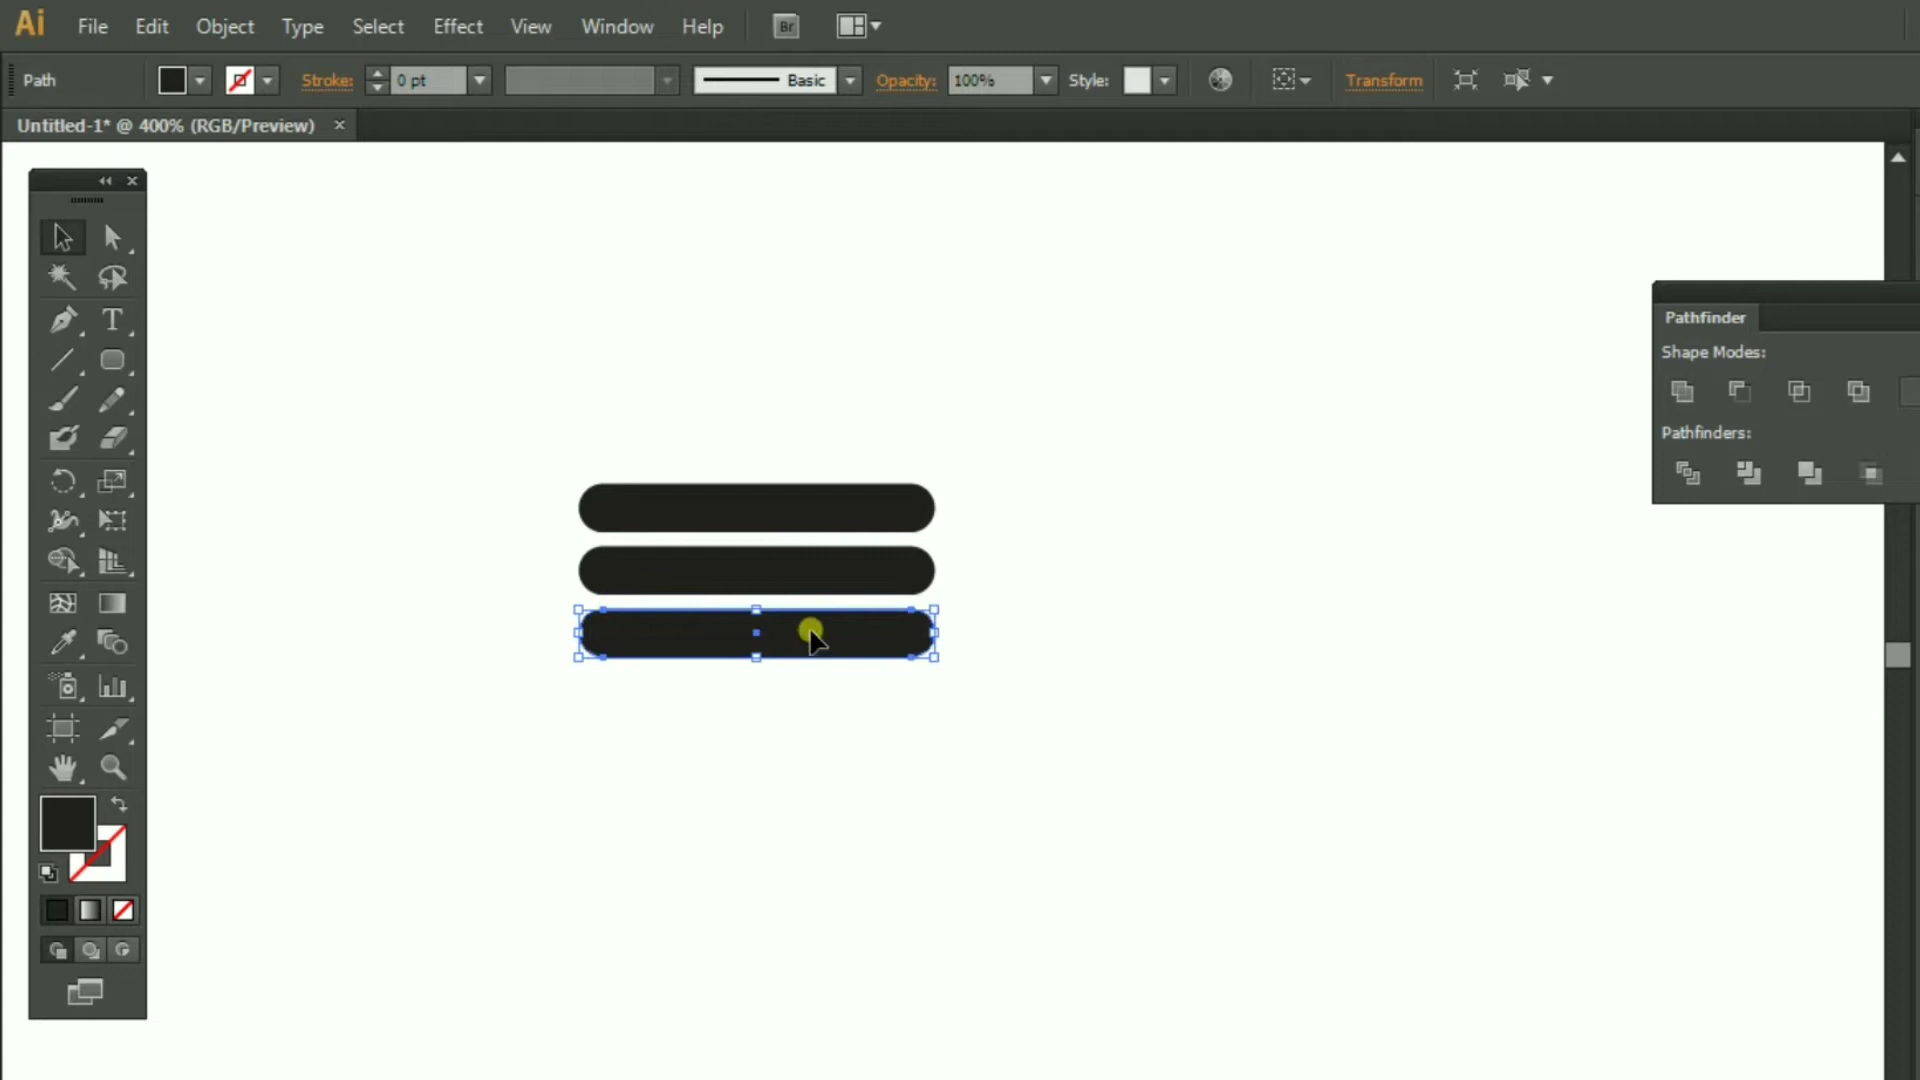 Ai File Edit Object Type Select Effect View Window Help Br
Path Stroke: 0 pt Basic Opacity: 100% Style: Transform
Untitled-1* @ 400% (RGB/Preview) ×
Pathfinder
Shape Modes:
Pathfinders: